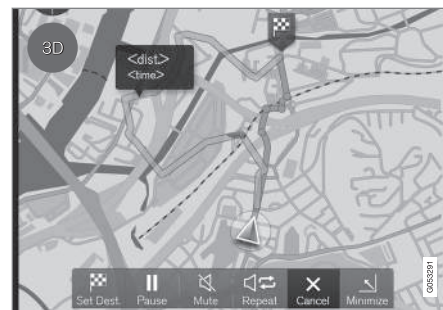 3D
<dist.>
<time>
Set Dest. Pause Mute Repeat Cancel Minimize
G053291